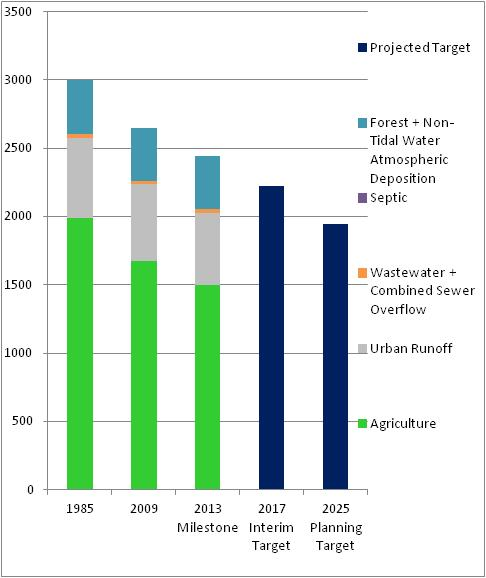 3500
3000
2500
2000
1500
1000
500
0
1985
2009
2013
Milestone
2017
Interim
Target
2025
Planning
Target
Projected Target
Forest + Non-
Tidal Water
Atmospheric
Deposition
Septic
Wastewater +
Combined Sewer
Overflow
Urban Runoff
Agriculture